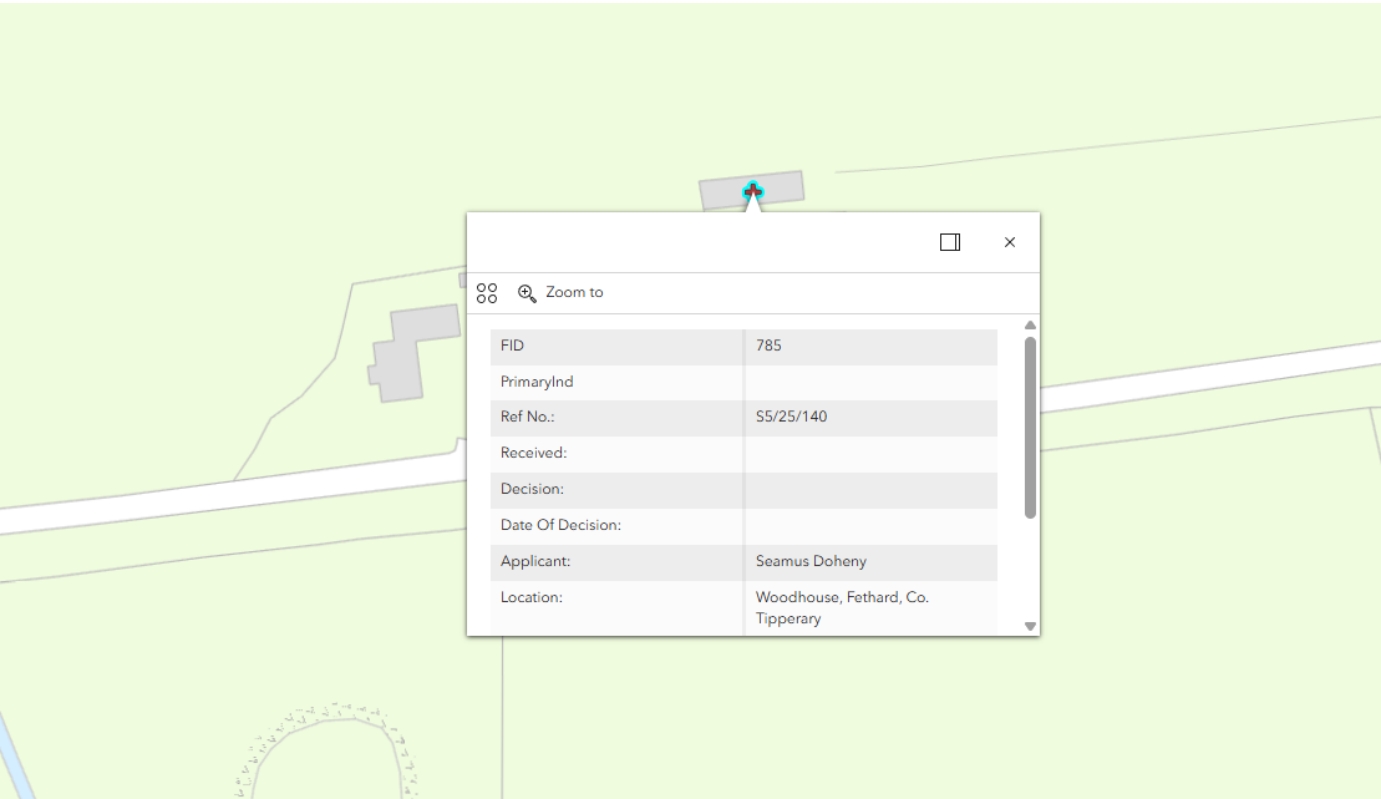 Zoom to
FID 785
PrimaryInd
Ref No.: S5/25/140
Received:
Decision:
Date Of Decision:
Applicant: Seamus Doheny
Location: Woodhouse, Fethard, Co.
Tipperary